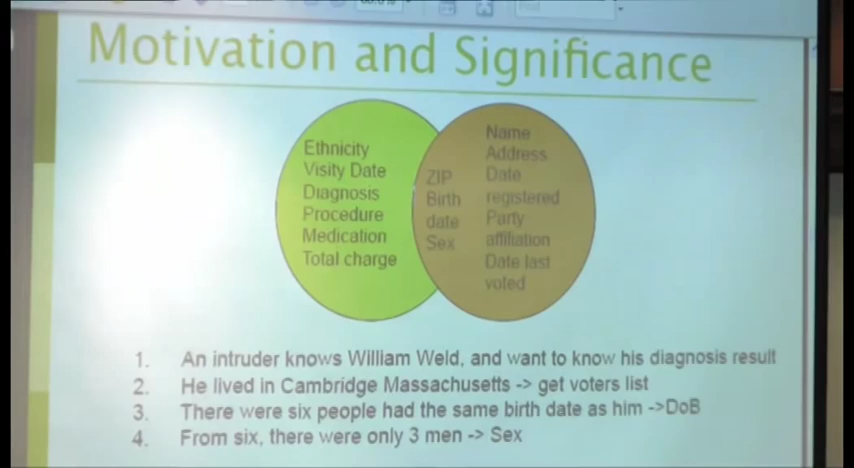 Motivation and Significance
Ethnicity
Visity Date
Diagnosis
Procedure
Medication
Total charge
ZIP
Birth
date
Sex
Name
Address
Date
registered
Party
affiliation
Date last
voted
1. An intruder knows William Weld, and want to know his diagnosis result
2. He lived in Cambridge Massachusetts -> get voters list
3. There were six people had the same birth date as him ->DoB
4. From six, there were only 3 men -> Sex